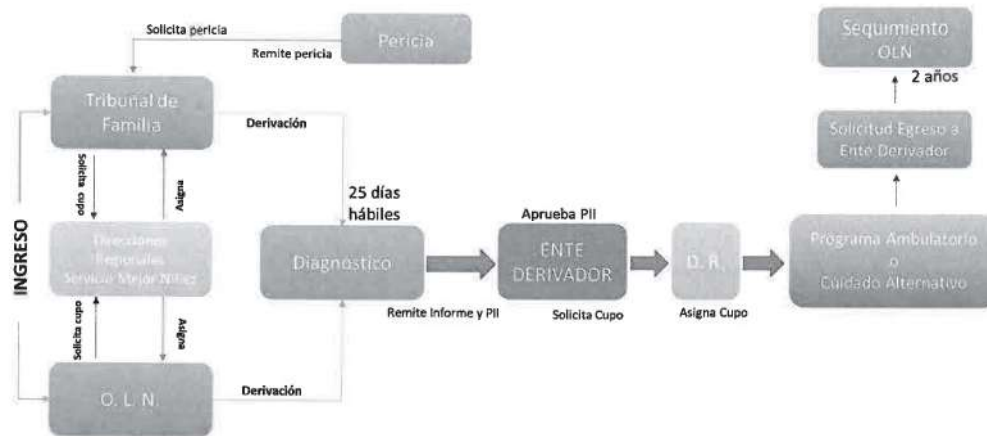 Solicita pericia
Remite pericia
Pericia
Seguimiento
OLN
2 años
Tribunal de
Familia
Derivación
Solicitud Egreso a
Ente Derivador
Solicita cupo
Asigna
25 días
hábiles
INGRESO
Direcciones
Regionales
Servicio Mejor Niñez
Diagnóstico
Aprueba PII
ENTE
DERIVADOR
D. R.
Programa Ambulatorio
o
Cuidado Alternativo
Remite Informe y PII
Solicita Cupo
Asigna Cupo
Solicita cupo
Asigna
O. L. N.
Derivación